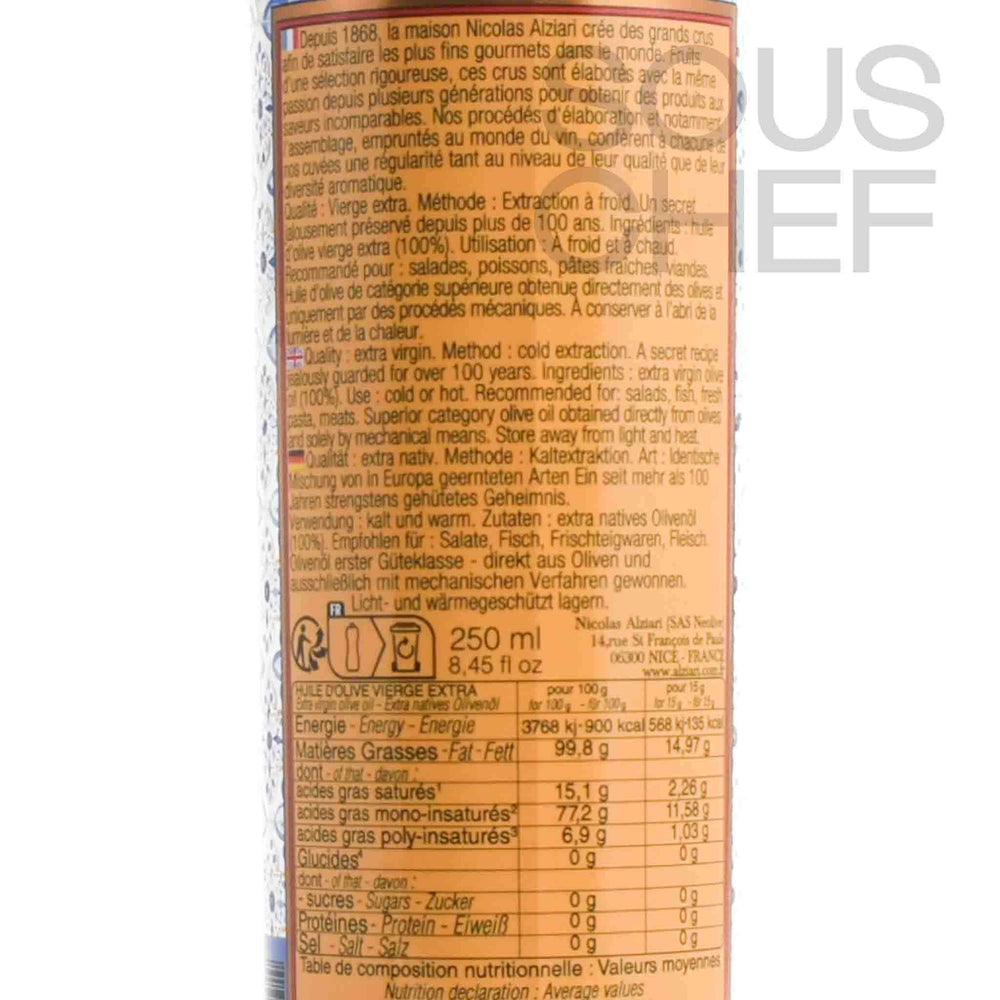 Depuis 1868, la maison Nicolas Alziari crée des grands crus
afin de satisfaire les plus fins gourmets dans le monde. Fruits
d'une sélection rigoureuse, ces crus sont élaborés avec la même
passion depuis plusieurs générations pour obtenir des produits aux
saveurs incomparables. Nos procédés d'élaboration et notamment
l'assemblage, empruntés au monde du vin, confèrent à chacune de
nos cuvées une régularité tant au niveau de leur qualité que de leur
diversité aromatique.
Qualité : Vierge extra. Méthode : Extraction à froid. Un secret
jalousement préservé depuis plus de 100 ans. Ingrédients : huile
d'olive vierge extra (100%). Utilisation : À froid et à chaud.
Recommandé pour : salades, poissons, pâtes fraîches, viandes.
Huile d'olive de catégorie supérieure obtenue directement des olives et
uniquement par des procédés mécaniques. A conserver à l'abri de la
lumière et de la chaleur.
Quality : extra virgin. Method : cold extraction. A secret recipe
jealously guarded for over 100 years. Ingredients : extra virgin olive
oil (100%). Use : cold or hot. Recommended for: salads, fish, fresh
pasta, meats. Superior category olive oil obtained directly from olives
and solely by mechanical means. Store away from light and heat.
Qualität : extra nativ. Methode : Kaltextraktion. Art : Identische
Mischung von in Europa geernteten Arten Ein seit mehr als 100
Jahren strengstens gehütetes Geheimnis.
Verwendung : kalt und warm. Zutaten : extra natives Olivenöl
(100%). Empfohlen für : Salate, Fisch, Frischteigwaren, Fleisch.
Olivenöl erster Güteklasse - direkt aus Oliven und
ausschließlich mit mechanischen Verfahren gewonnen.
Licht- und wärmegeschützt lagern.
FR
250 ml
8,45 fl oz
Nicolas Alziari (SAS Neolive
14,rue St François de Paule
06300 NICE - FRANCE
www.alziari.com.fr
HUILE D'OLIVE VIERGE EXTRA pour 100 g pour 15 g
Extra virgin olive oil - Extra natives Olivenöl for 100 g - für 100g for 15 g - für 15g
Energie - Energy - Energie 3768 kj-900 kcal 568 kj-135 kcal
Matières Grasses - Fat - Fett 99,8 g 14,97 g
dont - of that - davon :
acides gras saturés¹ 15,1 g 2,26 g
acides gras mono-insaturés² 77,2 g 11,58 g
acides gras poly-insaturés³ 6,9 g 1,03 g
Glucides⁴ 0 g 0 g
dont - of that - davon :
- sucres - Sugars - Zucker 0 g 0 g
Protéines - Protein - Eiweiß 0 g 0 g
Sel - Salt - Salz 0 g 0 g
Table de composition nutritionnelle : Valeurs moyennes
Nutrition declaration : Average values
SOUS
CHEF